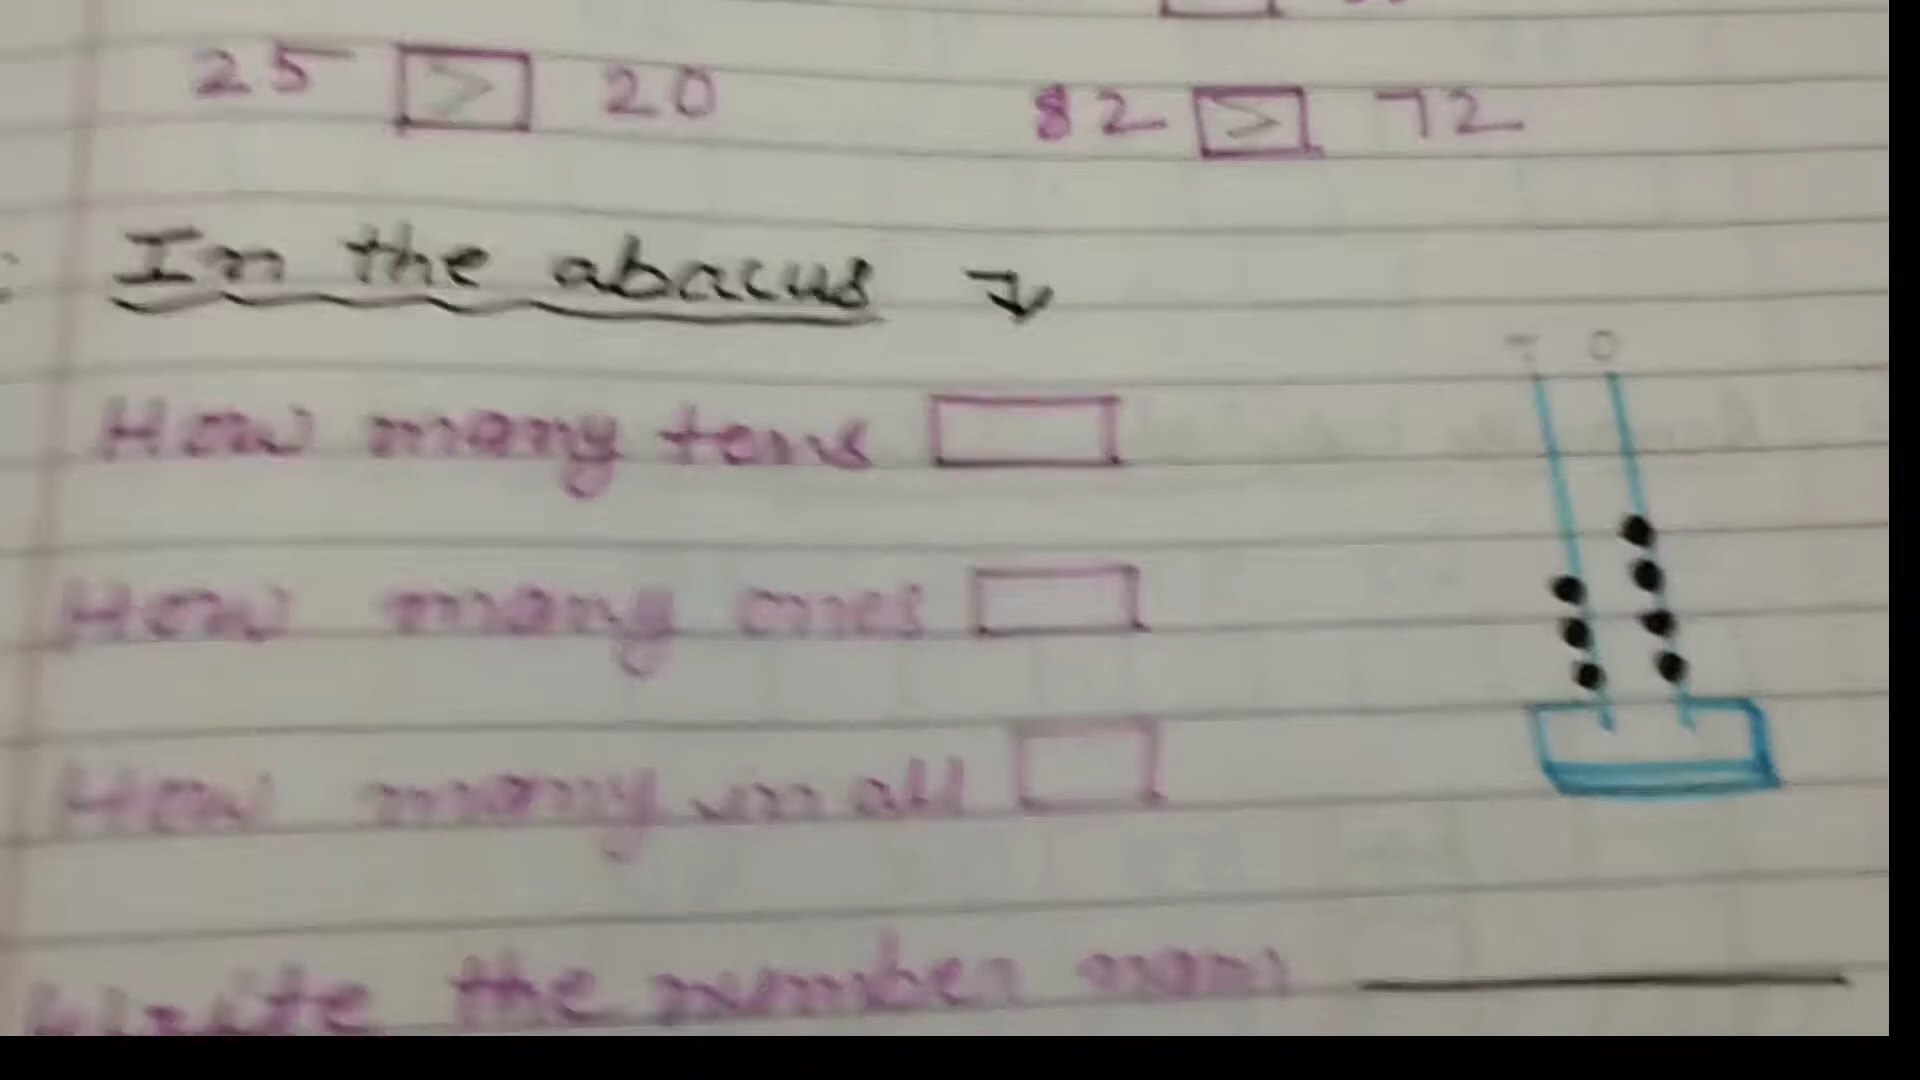 25 > 20 82 > 72
In the abacus
T O
How many tens
How many ones
How many in all
Write the number nam